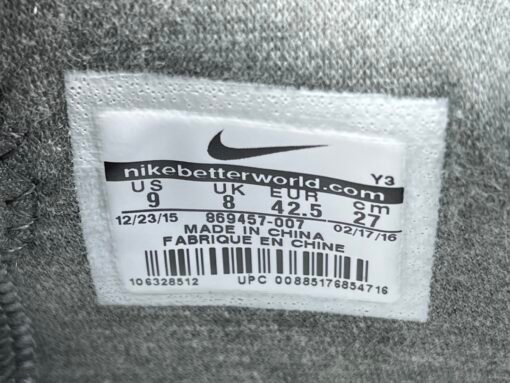 Y3
nikebetterworld.com
US UK EUR cm
9 8 42.5 27
12/23/15 869457-007 02/17/16
MADE IN CHINA
FABRIQUE EN CHINE
106328512 UPC 00885176854716